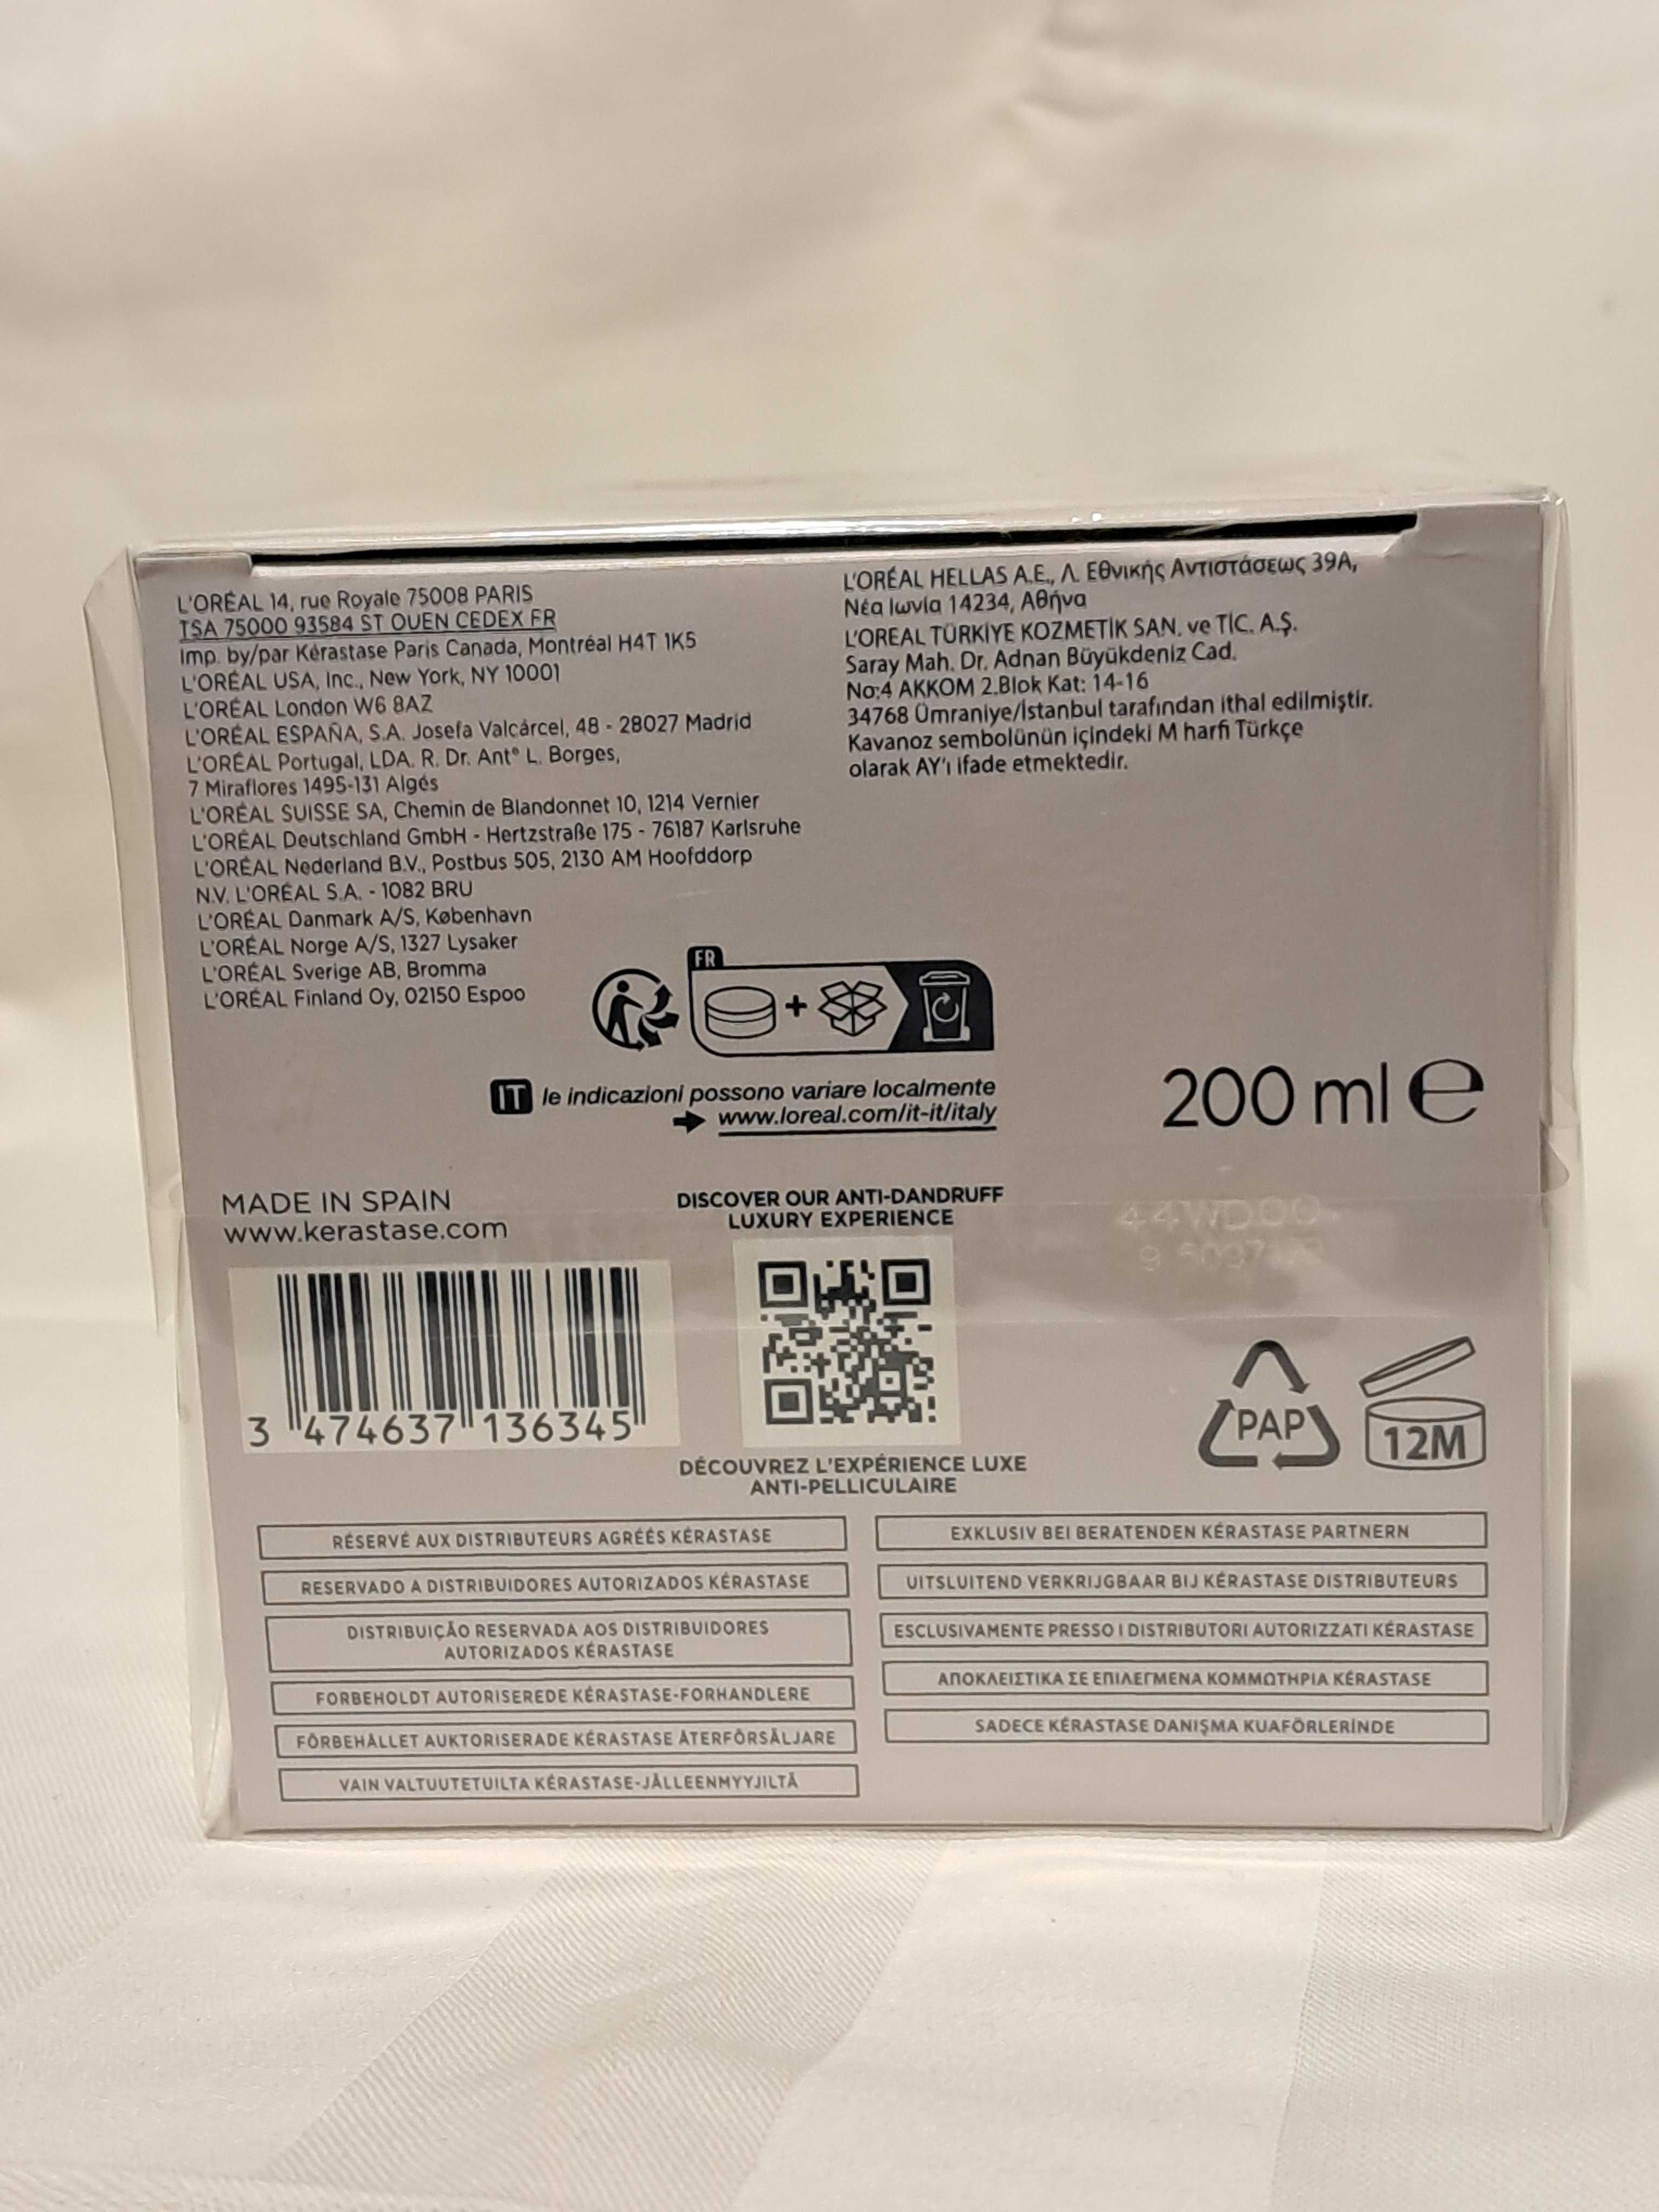 L'ORÉAL 14, rue Royale 75008 PARIS
TSA 75000 93584 ST OUEN CEDEX FR
Imp. by/par Kérastase Paris Canada, Montréal H4T 1K5
L'ORÉAL USA, Inc., New York, NY 10001
L'ORÉAL London W6 8AZ
L'ORÉAL ESPAÑA, S.A. Josefa Valcárcel, 48 - 28027 Madrid
L'ORÉAL Portugal, LDA. R. Dr. Antº L. Borges,
7 Miraflores 1495-131 Algés
L'ORÉAL SUISSE SA, Chemin de Blandonnet 10, 1214 Vernier
L'ORÉAL Deutschland GmbH - Hertzstraße 175 - 76187 Karlsruhe
L'ORÉAL Nederland B.V., Postbus 505, 2130 AM Hoofddorp
N.V. L'ORÉAL S.A. - 1082 BRU
L'ORÉAL Danmark A/S, København
L'ORÉAL Norge A/S, 1327 Lysaker
L'ORÉAL Sverige AB, Bromma
L'ORÉAL Finland Oy, 02150 Espoo
L'ORÉAL HELLAS A.E., Λ. Εθνικής Αντιστάσεως 39Α,
Νέα Ιωνία 14234, Αθήνα
L'OREAL TÜRKİYE KOZMETİK SAN. ve TİC. A.Ş.
Saray Mah. Dr. Adnan Büyükdeniz Cad.
No:4 AKKOM 2.Blok Kat: 14-16
34768 Ümraniye/İstanbul tarafından ithal edilmiştir.
Kavanoz sembolünün içindeki M harfi Türkçe
olarak AY'ı ifade etmektedir.
FR
+
IT le indicazioni possono variare localmente
www.loreal.com/it-it/italy
200 ml e
MADE IN SPAIN
www.kerastase.com
DISCOVER OUR ANTI-DANDRUFF
LUXURY EXPERIENCE
44WD00
3 474637 136345
PAP
12M
DÉCOUVREZ L'EXPÉRIENCE LUXE
ANTI-PELLICULAIRE
RÉSERVÉ AUX DISTRIBUTEURS AGRÉÉS KÉRASTASE
RESERVADO A DISTRIBUIDORES AUTORIZADOS KÉRASTASE
DISTRIBUIÇÃO RESERVADA AOS DISTRIBUIDORES
AUTORIZADOS KÉRASTASE
FORBEHOLDT AUTORISEREDE KÉRASTASE-FORHANDLERE
FÖRBEHÅLLET AUKTORISERADE KÉRASTASE ÅTERFÖRSÄLJARE
VAIN VALTUUTETUILTA KÉRASTASE-JÄLLEENMYYJILTÄ
EXKLUSIV BEI BERATENDEN KÉRASTASE PARTNERN
UITSLUITEND VERKRIJGBAAR BIJ KÉRASTASE DISTRIBUTEURS
ESCLUSIVAMENTE PRESSO I DISTRIBUTORI AUTORIZZATI KÉRASTASE
ΑΠΟΚΛΕΙΣΤΙΚΑ ΣΕ ΕΠΙΛΕΓΜΕΝΑ ΚΟΜΜΩΤΗΡΙΑ KÉRASTASE
SADECE KÉRASTASE DANIŞMA KUAFÖRLERİNDE